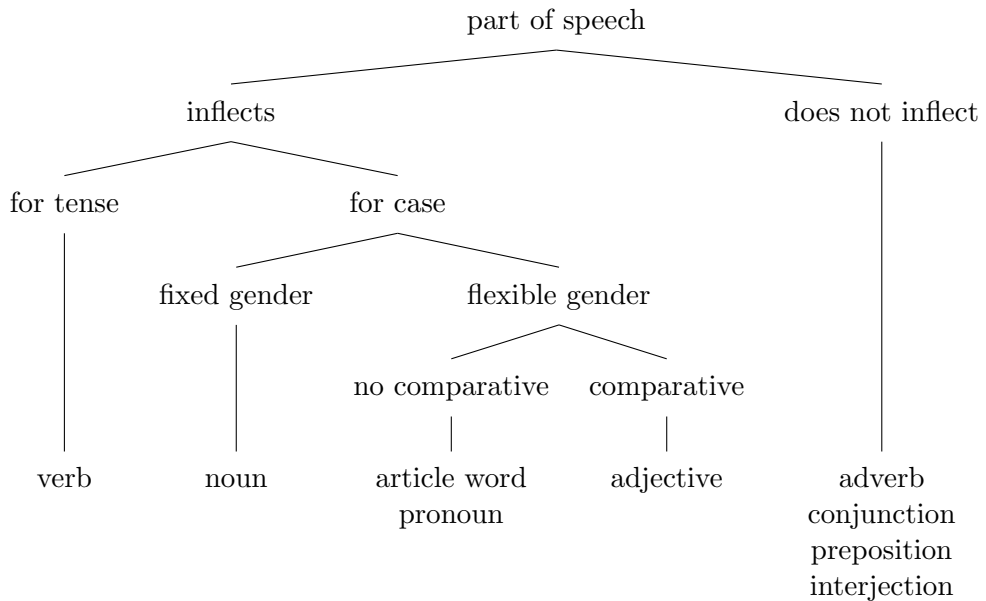 part of speech
inflects
does not inflect
for tense
for case
fixed gender
flexible gender
no comparative
comparative
verb
noun
article word
pronoun
adjective
adverb
conjunction
preposition
interjection